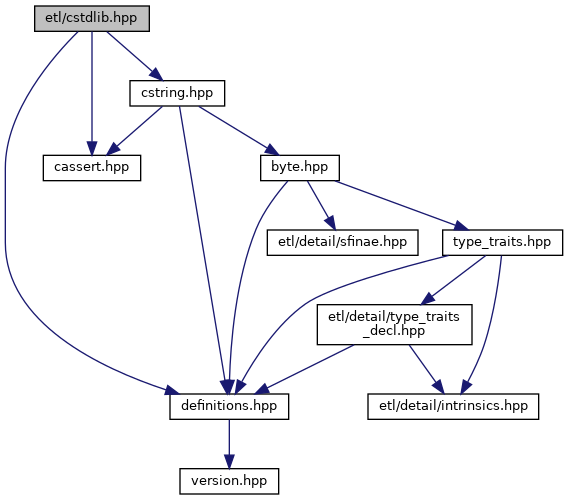 etl/cstdlib.hpp
cstring.hpp
cassert.hpp
byte.hpp
etl/detail/sfinae.hpp
type_traits.hpp
etl/detail/type_traits
_decl.hpp
definitions.hpp
etl/detail/intrinsics.hpp
version.hpp